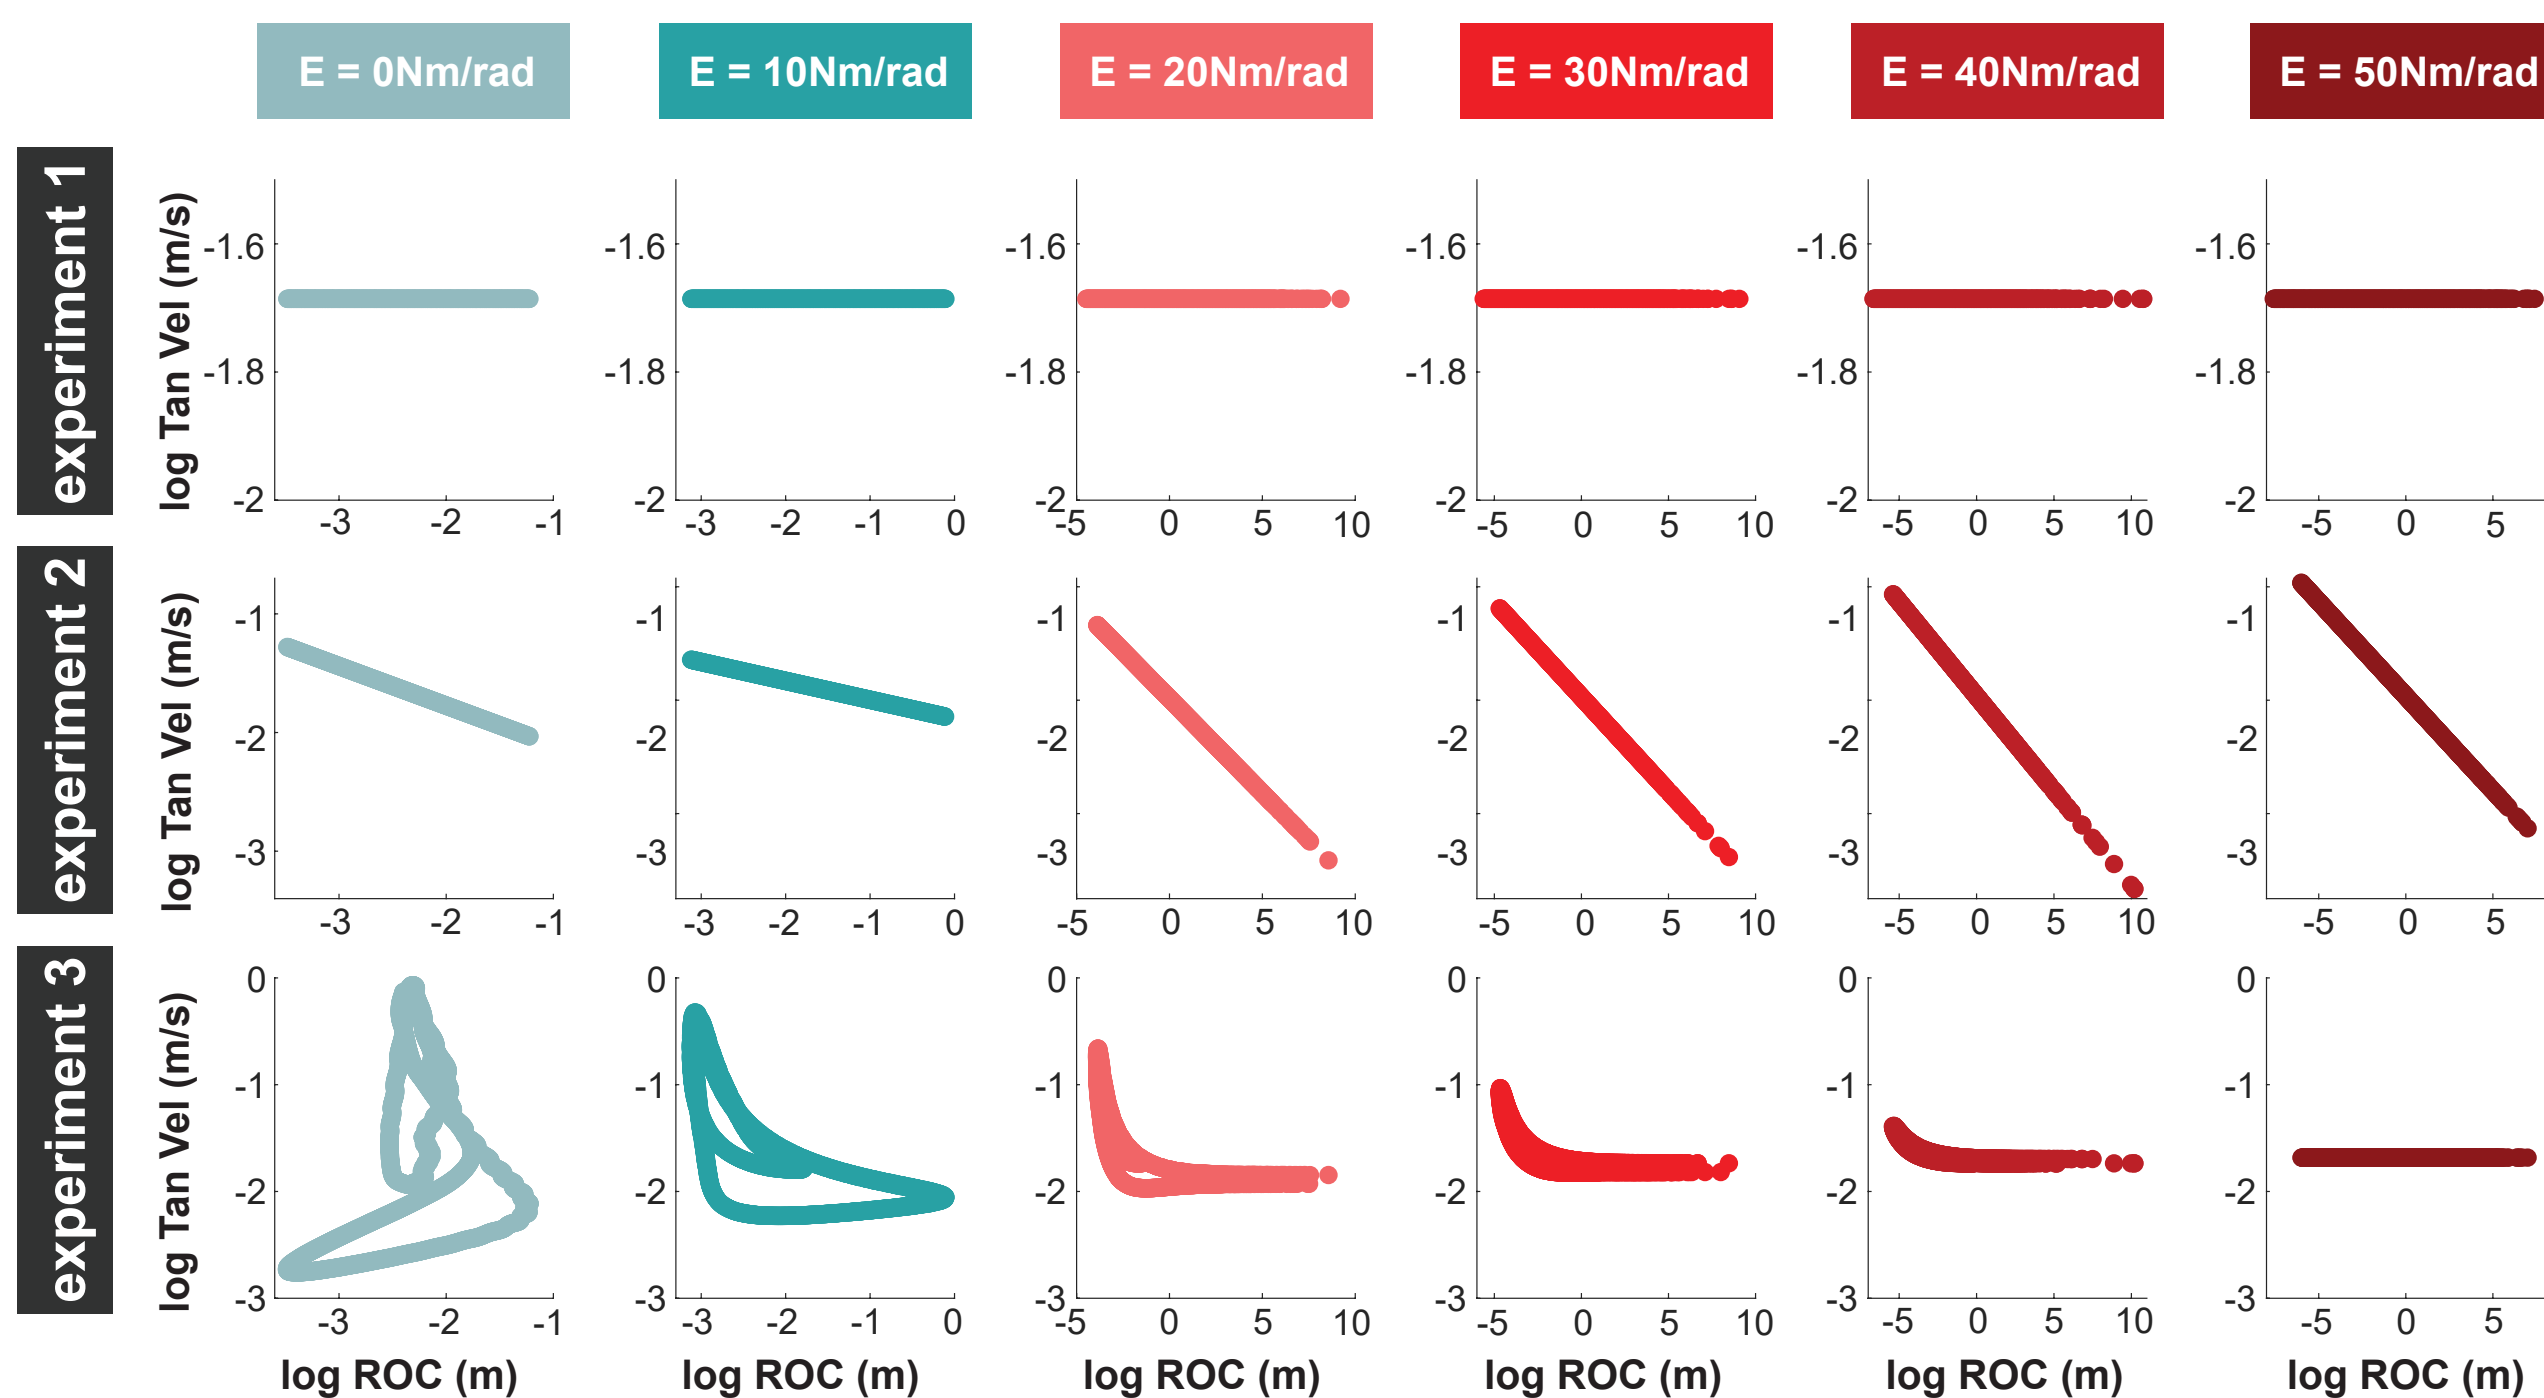 E = 0Nm/rad E = 10Nm/rad E = 20Nm/rad E = 30Nm/rad E = 40Nm/rad E = 50Nm/rad
experiment 1
log Tan Vel (m/s)
-1.6 -1.6 -1.6 -1.6 -1.6 -1.6
-1.8 -1.8 -1.8 -1.8 -1.8 -1.8
-2 -2 -2 -2 -2 -2
-3 -2 -1 -3 -2 -1 0 -5 0 5 10 -5 0 5 10 -5 0 5 10 -5 0 5
experiment 2
log Tan Vel (m/s)
-1 -1 -1 -1 -1 -1
-2 -2 -2 -2 -2 -2
-3 -3 -3 -3 -3 -3
-3 -2 -1 -3 -2 -1 0 -5 0 5 10 -5 0 5 10 -5 0 5 10 -5 0 5
experiment 3
log Tan Vel (m/s)
0 0 0 0 0 0
-1 -1 -1 -1 -1 -1
-2 -2 -2 -2 -2 -2
-3 -3 -3 -3 -3 -3
-3 -2 -1 -3 -2 -1 0 -5 0 5 10 -5 0 5 10 -5 0 5 10 -5 0 5
log ROC (m) log ROC (m) log ROC (m) log ROC (m) log ROC (m) log ROC (m)